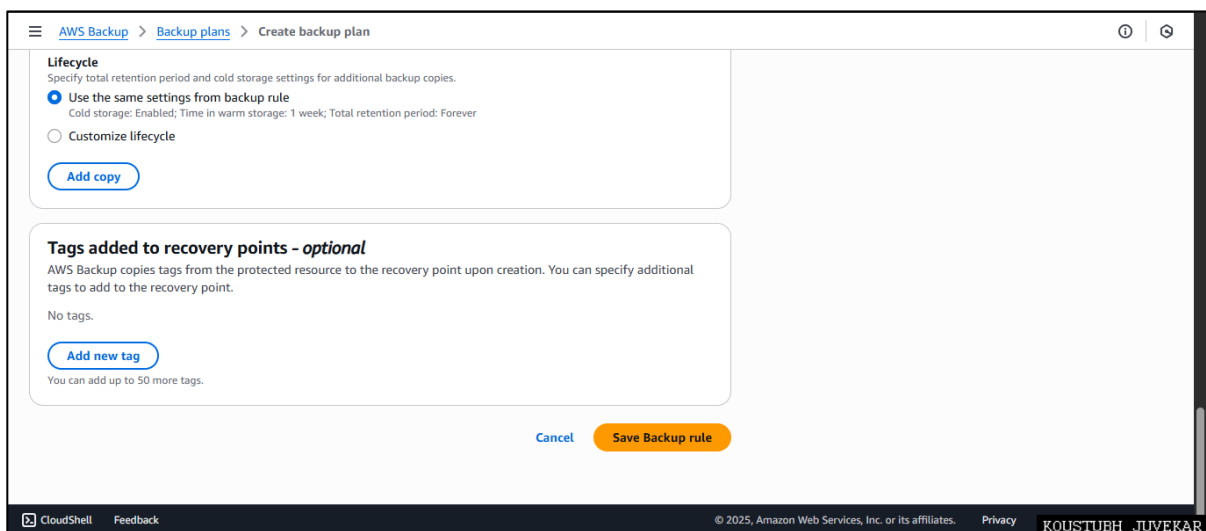 AWS Backup > Backup plans > Create backup plan
Lifecycle
Specify total retention period and cold storage settings for additional backup copies.
Use the same settings from backup rule
Cold storage: Enabled; Time in warm storage: 1 week; Total retention period: Forever
Customize lifecycle
Add copy
Tags added to recovery points - optional
AWS Backup copies tags from the protected resource to the recovery point upon creation. You can specify additional
tags to add to the recovery point.
No tags.
Add new tag
You can add up to 50 more tags.
Cancel Save Backup rule
CloudShell Feedback © 2025, Amazon Web Services, Inc. or its affiliates. Privacy KOUSTUBH JUVEKAR